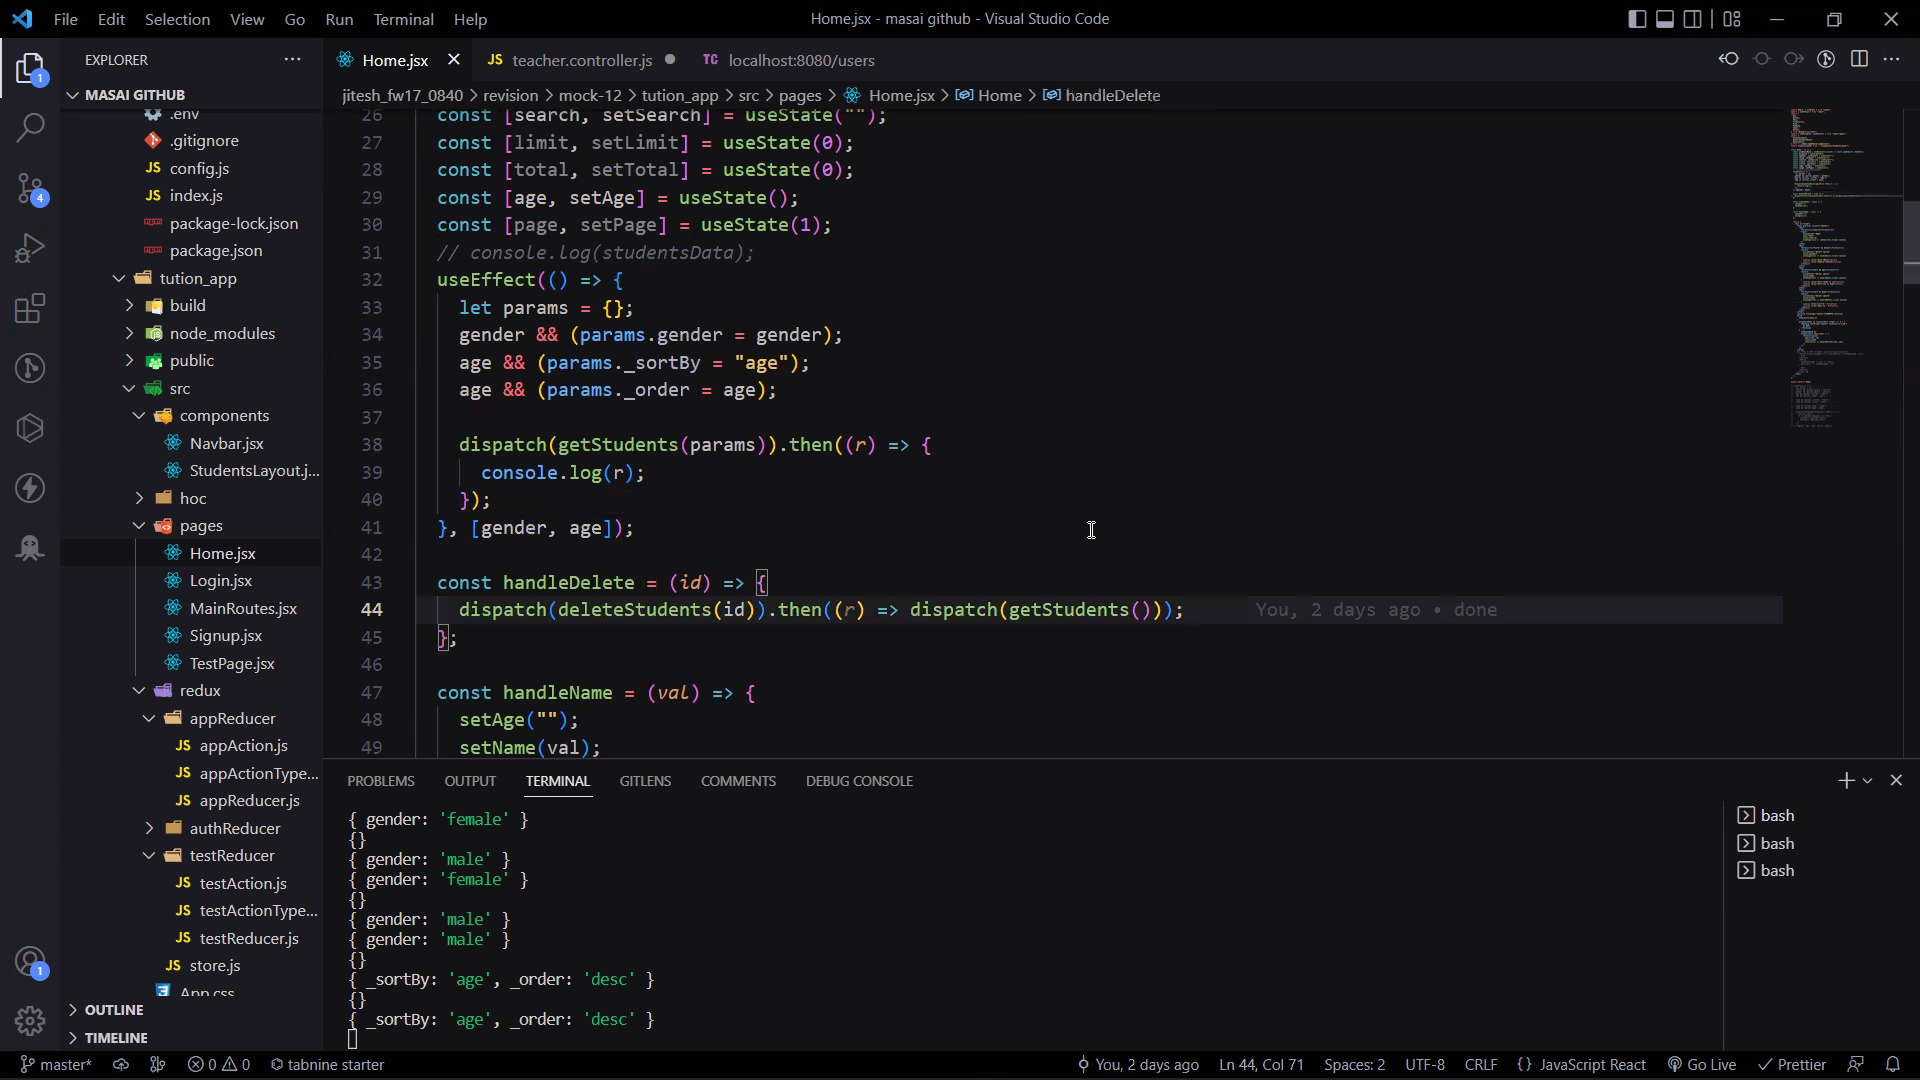 File Edit Selection View Go Run Terminal Help
Home.jsx - masai github - Visual Studio Code
EXPLORER
Home.jsx
JS teacher.controller.js
TC localhost:8080/users
1
MASAI GITHUB
jitesh_fw17_0840 > revision > mock-12 > tution_app > src > pages > Home.jsx > Home > handleDelete
.env
.gitignore
JS config.js
JS index.js
package-lock.json
package.json
tution_app
build
node_modules
public
src
components
Navbar.jsx
StudentsLayout.j...
hoc
pages
Home.jsx
Login.jsx
MainRoutes.jsx
Signup.jsx
TestPage.jsx
redux
appReducer
JS appAction.js
JS appActionType...
JS appReducer.js
authReducer
testReducer
JS testAction.js
JS testActionType...
JS testReducer.js
JS store.js
App.css
OUTLINE
TIMELINE
4
1
26 const [search, setSearch] = useState("");
27 const [limit, setLimit] = useState(0);
28 const [total, setTotal] = useState(0);
29 const [age, setAge] = useState();
30 const [page, setPage] = useState(1);
31 // console.log(studentsData);
32 useEffect(() => {
33 let params = {};
34 gender && (params.gender = gender);
35 age && (params._sortBy = "age");
36 age && (params._order = age);
37
38 dispatch(getStudents(params)).then((r) => {
39 console.log(r);
40 });
41 }, [gender, age]);
42
43 const handleDelete = (id) => {
44 dispatch(deleteStudents(id)).then((r) => dispatch(getStudents())); You, 2 days ago • done
45 };
46
47 const handleName = (val) => {
48 setAge("");
49 setName(val);
PROBLEMS OUTPUT TERMINAL GITLENS COMMENTS DEBUG CONSOLE
{ gender: 'female' }
{}
{ gender: 'male' }
{ gender: 'female' }
{}
{ gender: 'male' }
{ gender: 'male' }
{}
{ _sortBy: 'age', _order: 'desc' }
{}
{ _sortBy: 'age', _order: 'desc' }
bash
bash
bash
master* 0 0 tabnine starter You, 2 days ago Ln 44, Col 71 Spaces: 2 UTF-8 CRLF {} JavaScript React Go Live Prettier